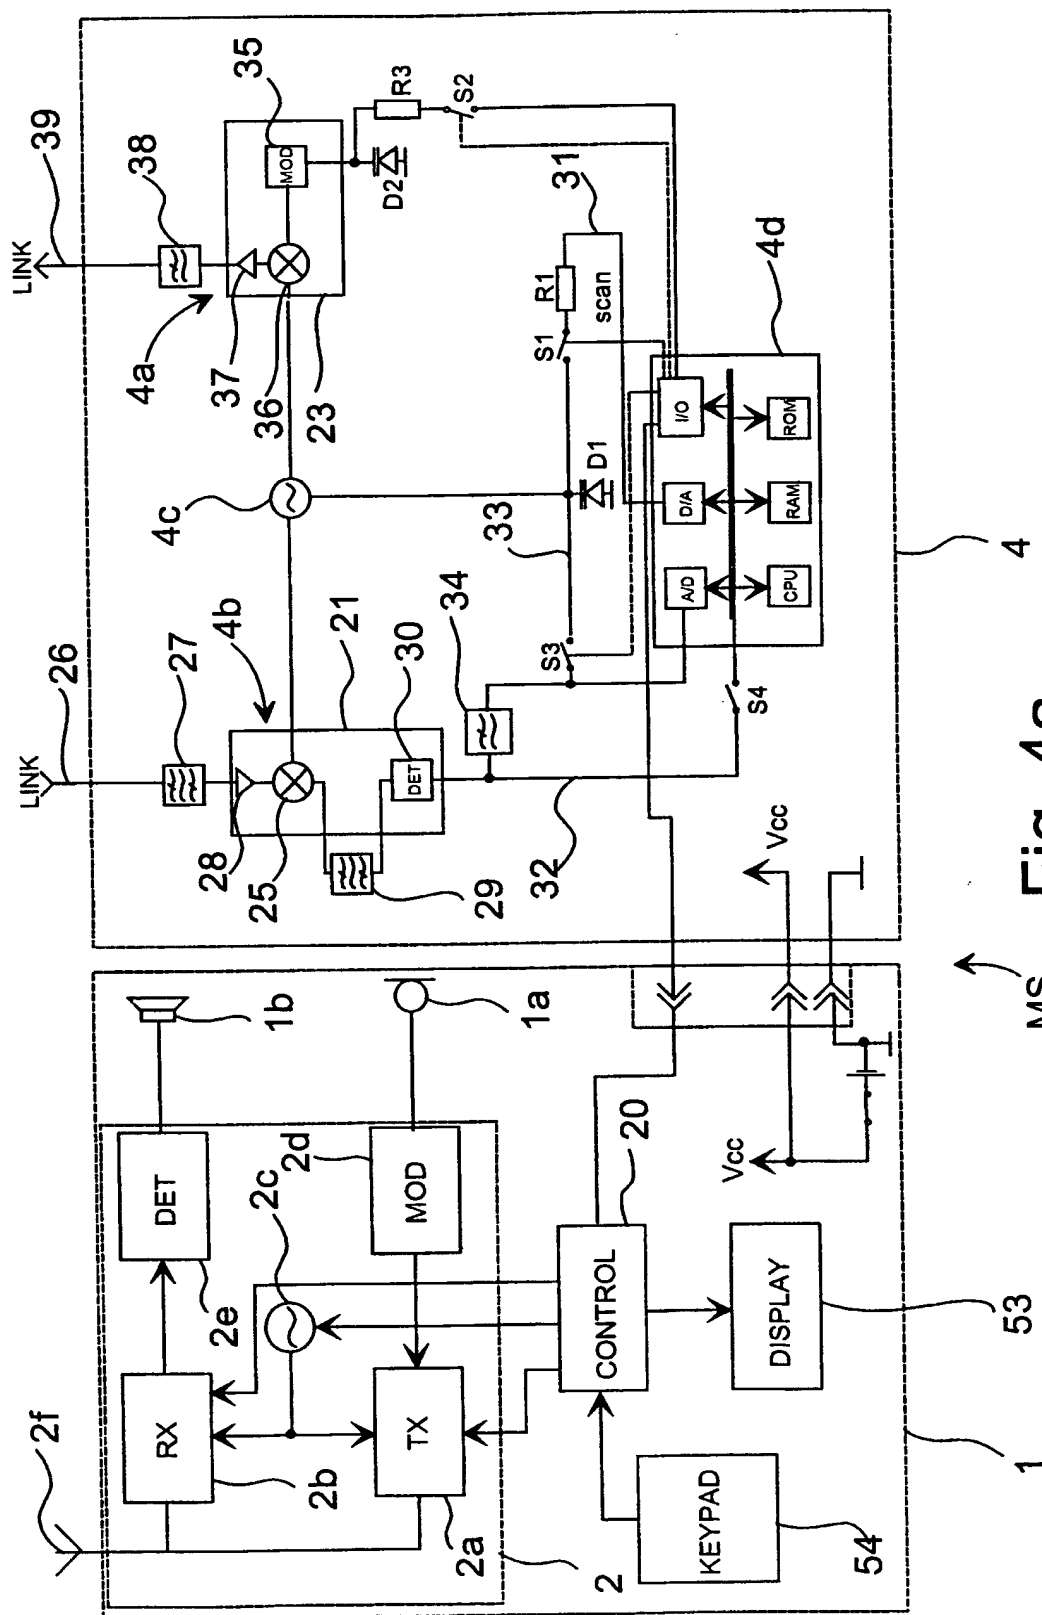 LINK
26
27
28
4b
25
21
29
30
34
DET
32
S3
S4
33
4c
D1
LINK
39
38
4a
37
36
23
35
MOD
D2
R3
S2
31
R1
S1
scan
4d
A/D
D/A
I/O
CPU
RAM
ROM
4
Vcc
2f
RX
2b
DET
2e
1b
2c
2d
MOD
1a
TX
2a
2
CONTROL
20
KEYPAD
54
DISPLAY
53
Vcc
1
MS
Fig.